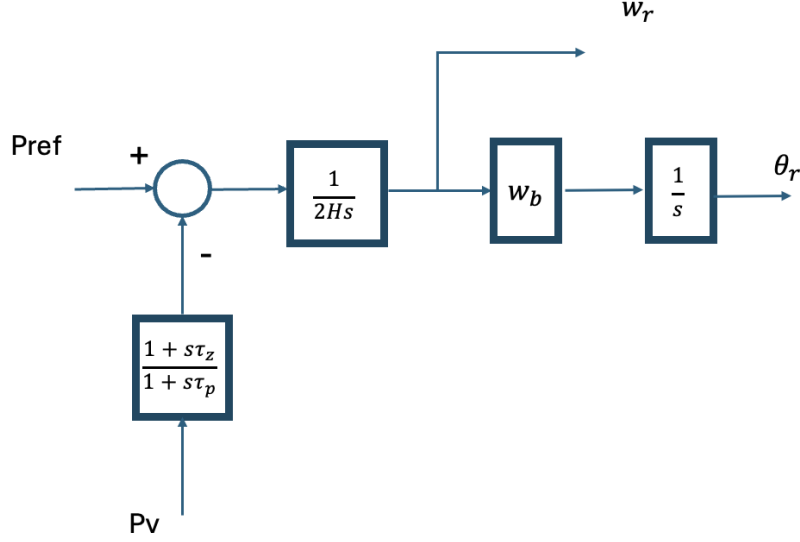 w_r
Pref
+
1
2Hs
w_b
1
s
θ_r
-
1 + sτ_z
1 + sτ_p
Pv